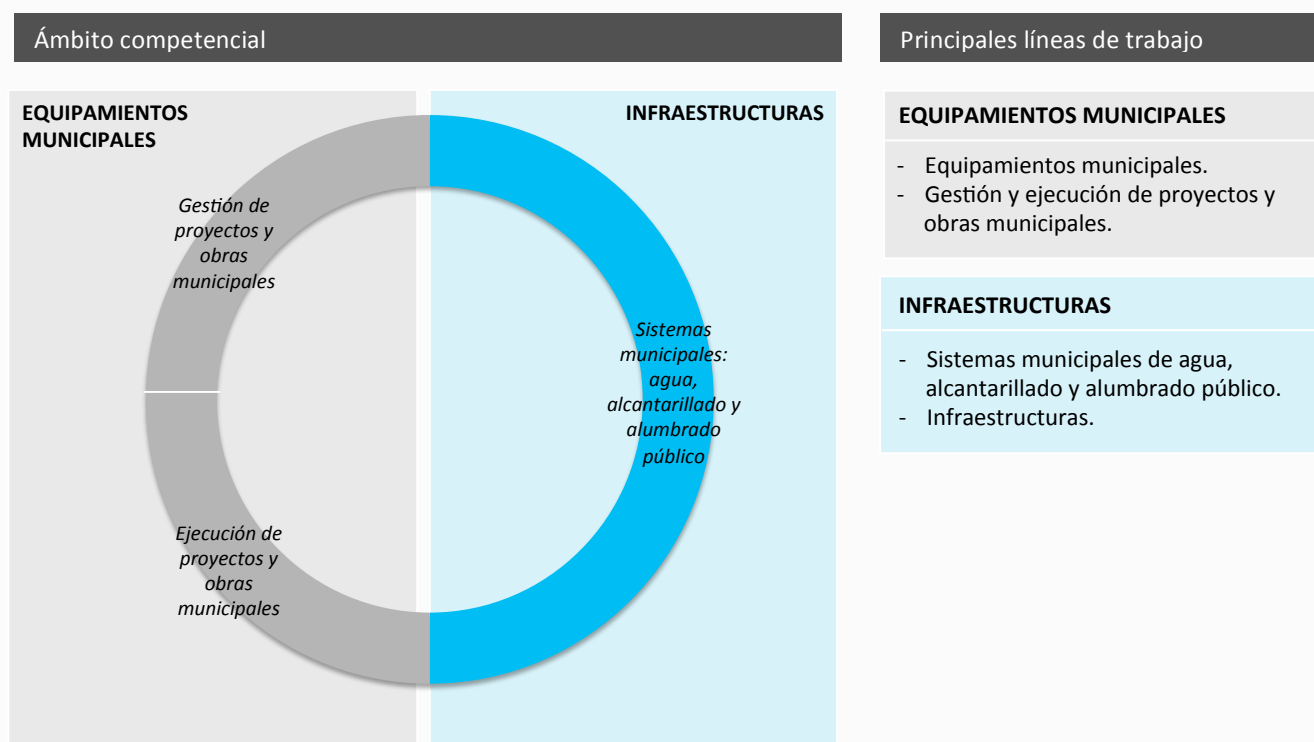 Ámbito competencial
EQUIPAMIENTOS
MUNICIPALES
INFRAESTRUCTURAS
Gestión de
proyectos y
obras
municipales
Sistemas
municipales:
agua,
alcantarillado y
alumbrado
público
Ejecución de
proyectos y
obras
municipales
Principales líneas de trabajo
EQUIPAMIENTOS MUNICIPALES
- Equipamientos municipales.
- Gestión y ejecución de proyectos y
obras municipales.
INFRAESTRUCTURAS
- Sistemas municipales de agua,
alcantarillado y alumbrado público.
- Infraestructuras.